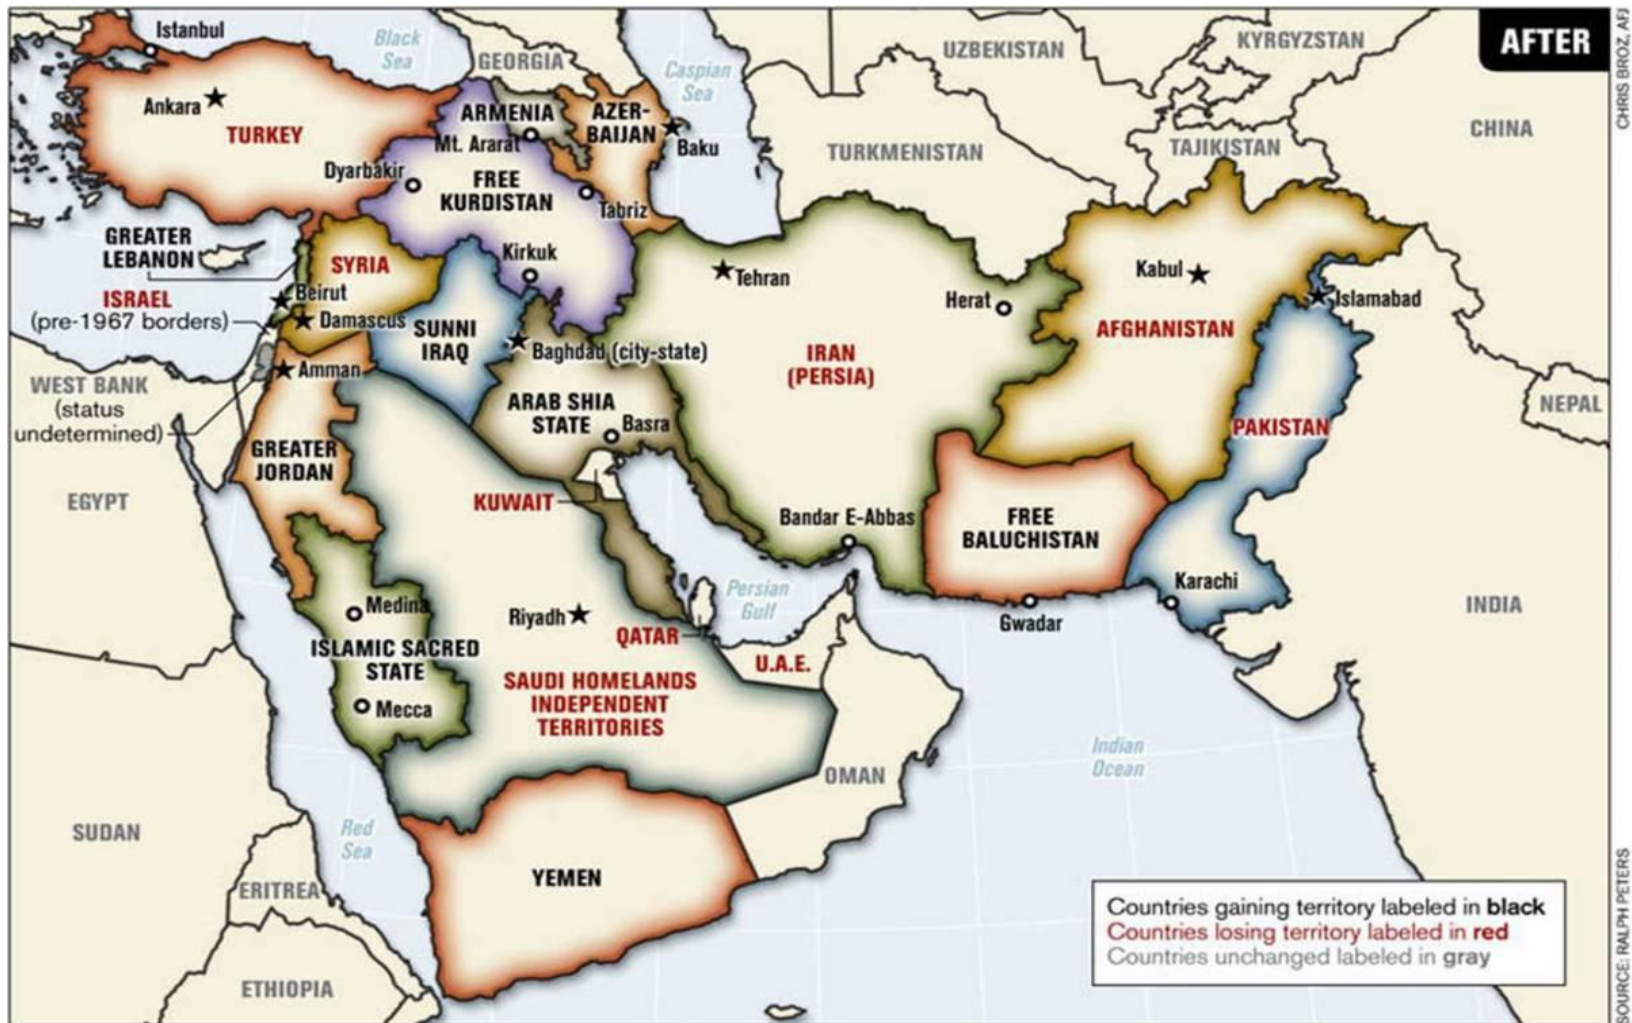 AFTER
CHRIS BROZ, AFJ
Istanbul
Black
Sea
GEORGIA
Caspian
Sea
UZBEKISTAN
KYRGYZSTAN
Ankara
TURKEY
ARMENIA
AZER-
BAIJAN
Mt. Ararat
Baku
TURKMENISTAN
TAJIKISTAN
CHINA
Dyarbakir
FREE
KURDISTAN
Tabriz
GREATER
LEBANON
SYRIA
Kirkuk
Tehran
Herat
Kabul
Islamabad
ISRAEL
(pre-1967 borders)
Beirut
Damascus
SUNNI
IRAQ
Baghdad (city-state)
IRAN
(PERSIA)
AFGHANISTAN
WEST BANK
(status
undetermined)
Amman
ARAB SHIA
STATE
Basra
PAKISTAN
NEPAL
GREATER
JORDAN
EGYPT
KUWAIT
Bandar E-Abbas
FREE
BALUCHISTAN
Karachi
Gwadar
INDIA
Medina
ISLAMIC SACRED
STATE
Mecca
Riyadh
Persian
Gulf
QATAR
U.A.E.
SAUDI HOMELANDS
INDEPENDENT
TERRITORIES
OMAN
Indian
Ocean
SUDAN
Red
Sea
ERITREA
YEMEN
ETHIOPIA
Countries gaining territory labeled in black
Countries losing territory labeled in red
Countries unchanged labeled in gray
SOURCE: RALPH PETERS